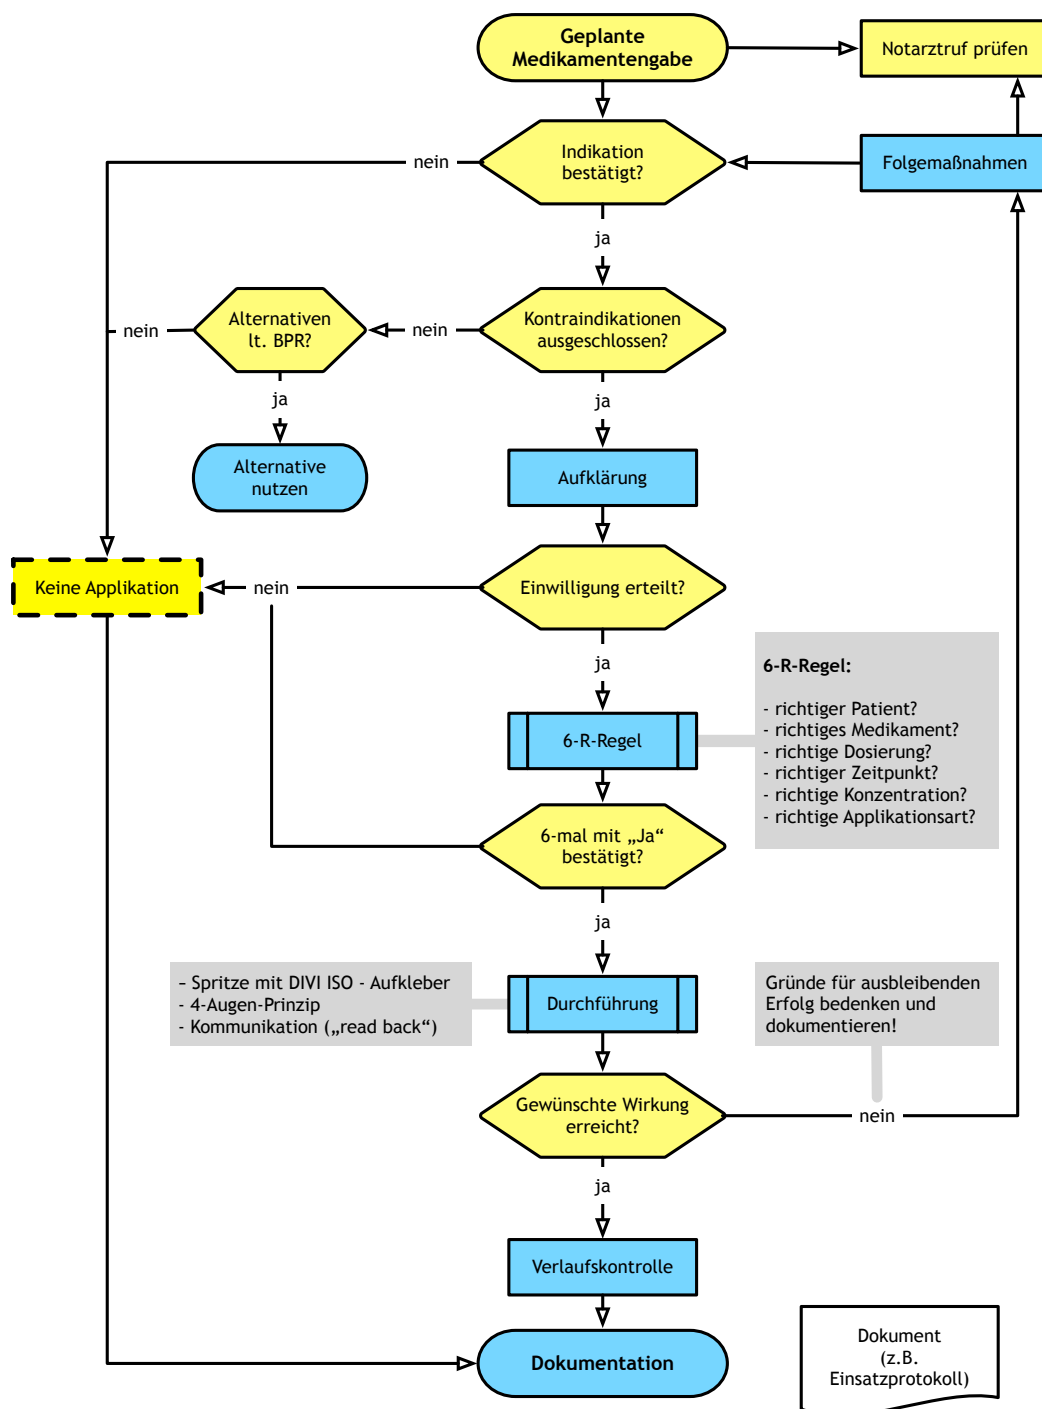 Geplante
Medikamentengabe
Notarztruf prüfen
Indikation
bestätigt?
nein
Folgemaßnahmen
ja
Alternativen
lt. BPR?
nein
nein
Kontraindikationen
ausgeschlossen?
ja
ja
Alternative
nutzen
Aufklärung
Keine Applikation
nein
Einwilligung erteilt?
ja
6-R-Regel:
- richtiger Patient?
- richtiges Medikament?
- richtige Dosierung?
- richtiger Zeitpunkt?
- richtige Konzentration?
- richtige Applikationsart?
6-R-Regel
6-mal mit „Ja“
bestätigt?
ja
– Spritze mit DIVI ISO - Aufkleber
- 4-Augen-Prinzip
- Kommunikation („read back“)
Durchführung
Gründe für ausbleibenden
Erfolg bedenken und
dokumentieren!
Gewünschte Wirkung
erreicht?
nein
ja
Verlaufskontrolle
Dokumentation
Dokument
(z.B.
Einsatzprotokoll)